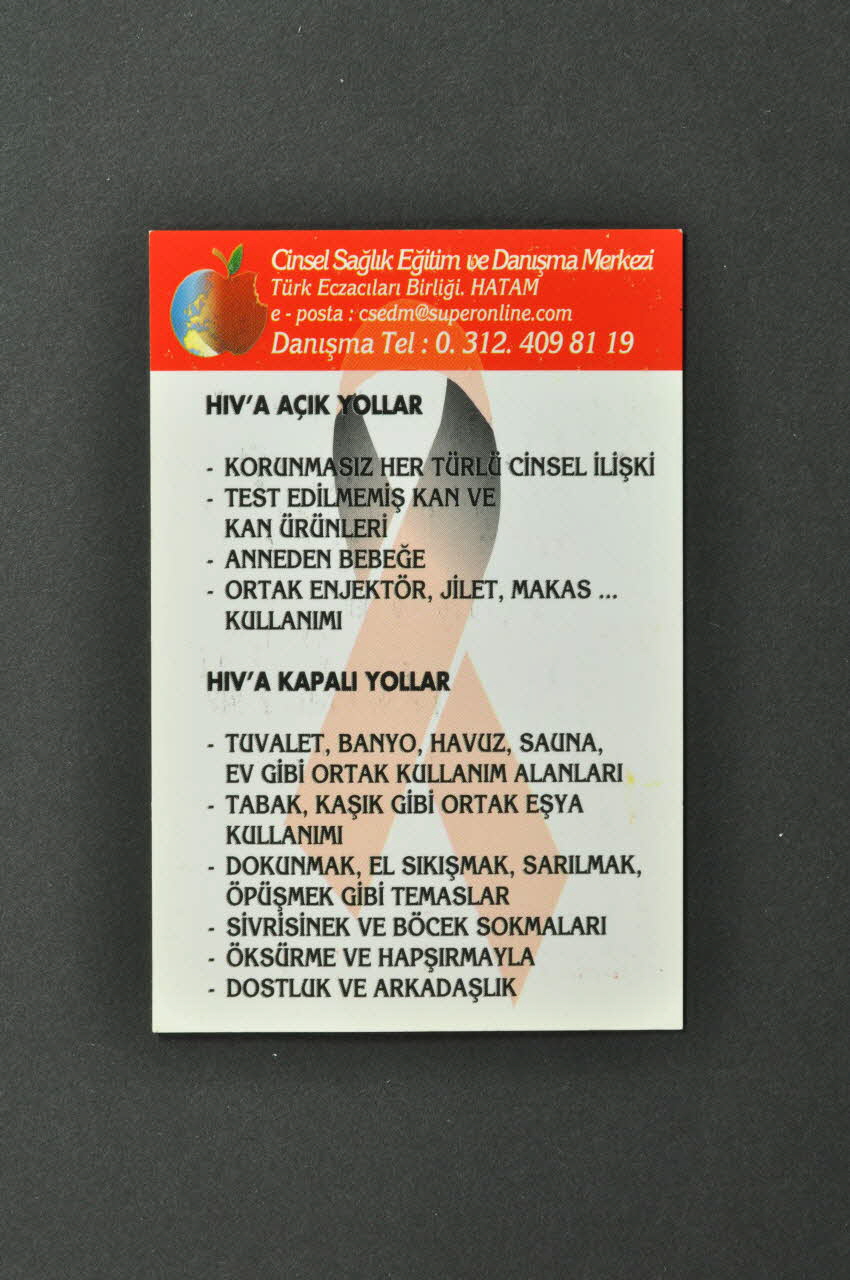 Cinsel Sağlık Eğitim ve Danışma Merkezi
Türk Eczacıları Birliği. HATAM
e - posta : csedm@superonline.com
Danışma Tel : 0. 312. 409 81 19
HIV'A AÇIK YOLLAR
- KORUNMASIZ HER TÜRLÜ CİNSEL İLİŞKİ
- TEST EDİLMEMİŞ KAN VE
KAN ÜRÜNLERİ
- ANNEDEN BEBEĞE
- ORTAK ENJEKTÖR, JİLET, MAKAS ...
KULLANIMI
HIV'A KAPALI YOLLAR
- TUVALET, BANYO, HAVUZ, SAUNA,
EV GİBİ ORTAK KULLANIM ALANLARI
- TABAK, KAŞIK GİBİ ORTAK EŞYA
KULLANIMI
- DOKUNMAK, EL SIKIŞMAK, SARILMAK,
ÖPÜŞMEK GİBİ TEMASLAR
- SİVRİSİNEK VE BÖCEK SOKMALARI
- ÖKSÜRME VE HAPŞIRMAYLA
- DOSTLUK VE ARKADAŞLIK